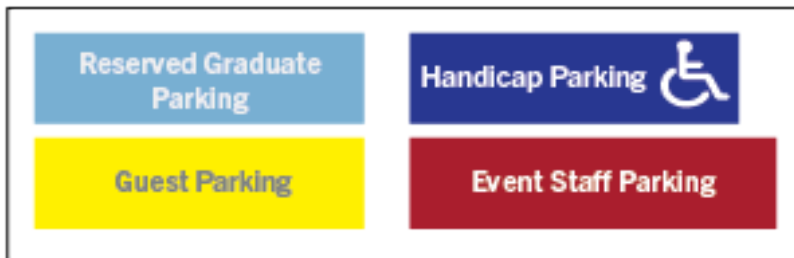 Reserved Graduate
Parking
Handicap Parking
Guest Parking
Event Staff Parking